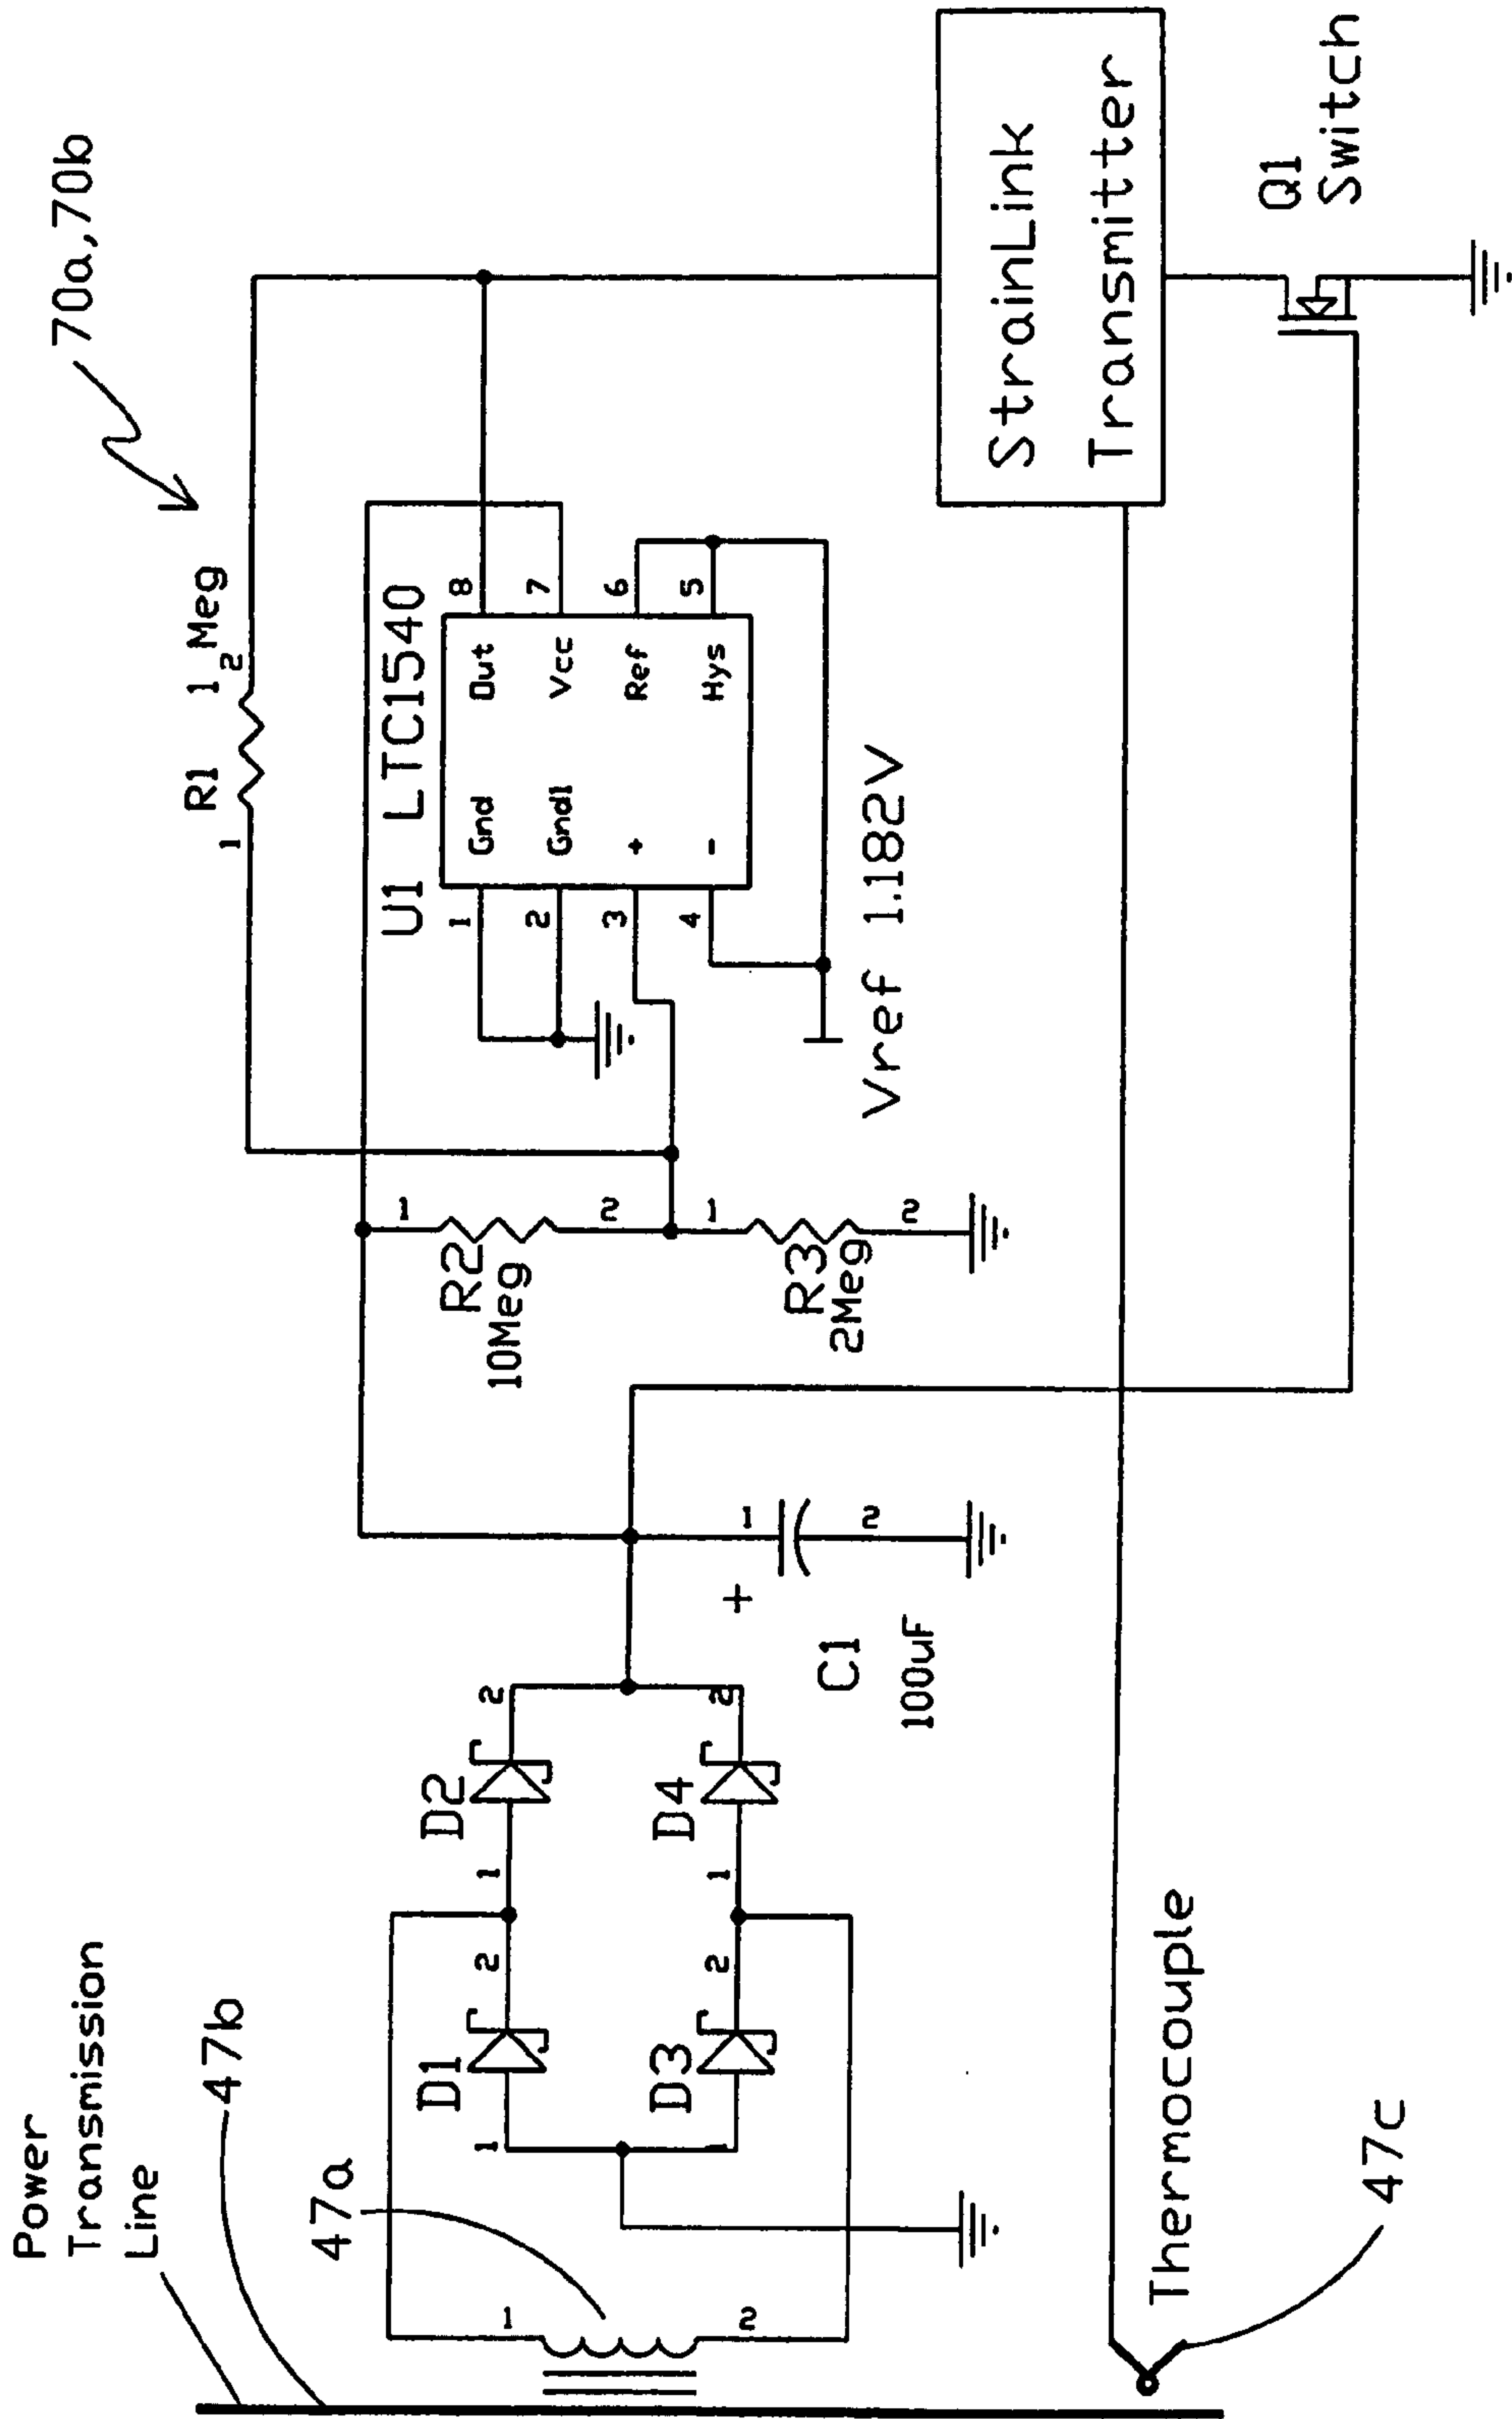 Power
Transmission
Line
47b
47a
1
2
D1
1
2
D2
1
2
D3
1
2
D4
1
2
C1
100uF
+
1
2
R2
10Meg
1
2
R3
2Meg
1
2
R1 1 Meg
1
2
70a,70b
U1 LTC1540
1 Gnd Out 8
2 Gnd1 Vcc 7
3 + Ref 6
4 - Hys 5
Vref 1.182V
StrainLink
Transmitter
Q1
Switch
Thermocouple
47c